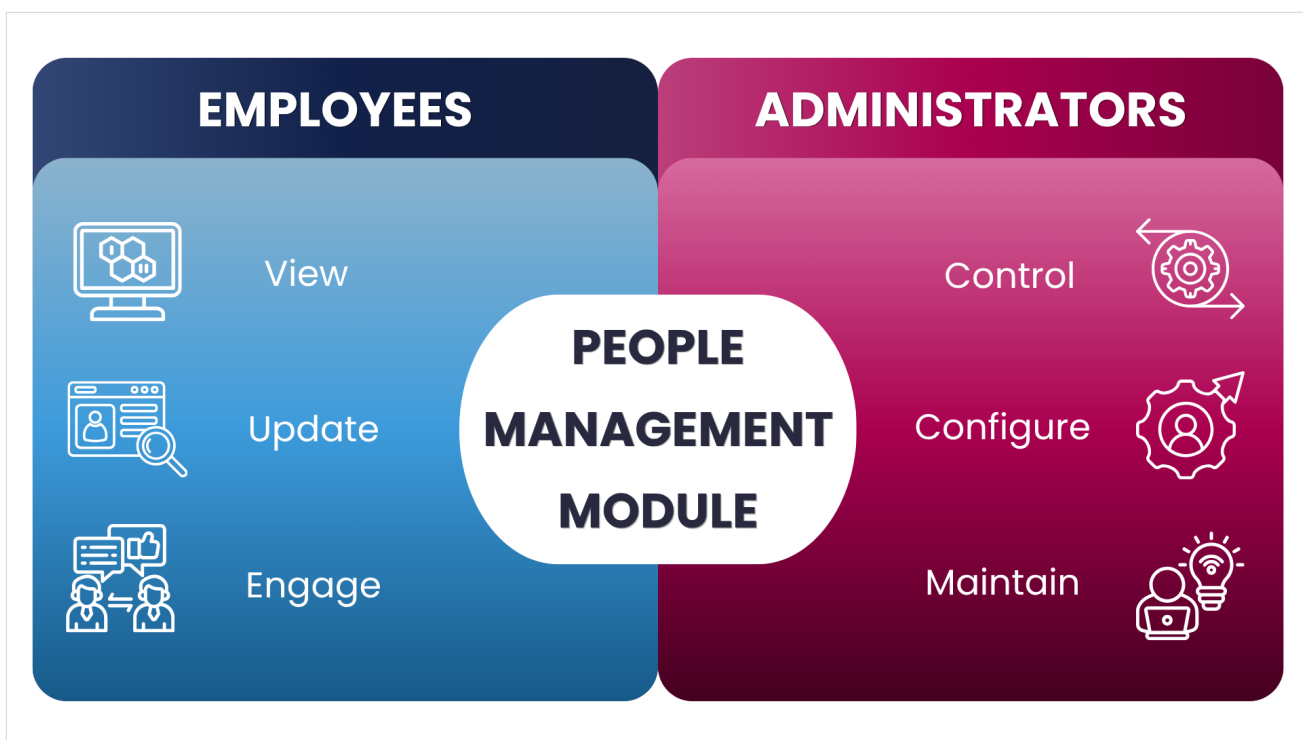 EMPLOYEES
View
Update
Engage
PEOPLE
MANAGEMENT
MODULE
ADMINISTRATORS
Control
Configure
Maintain